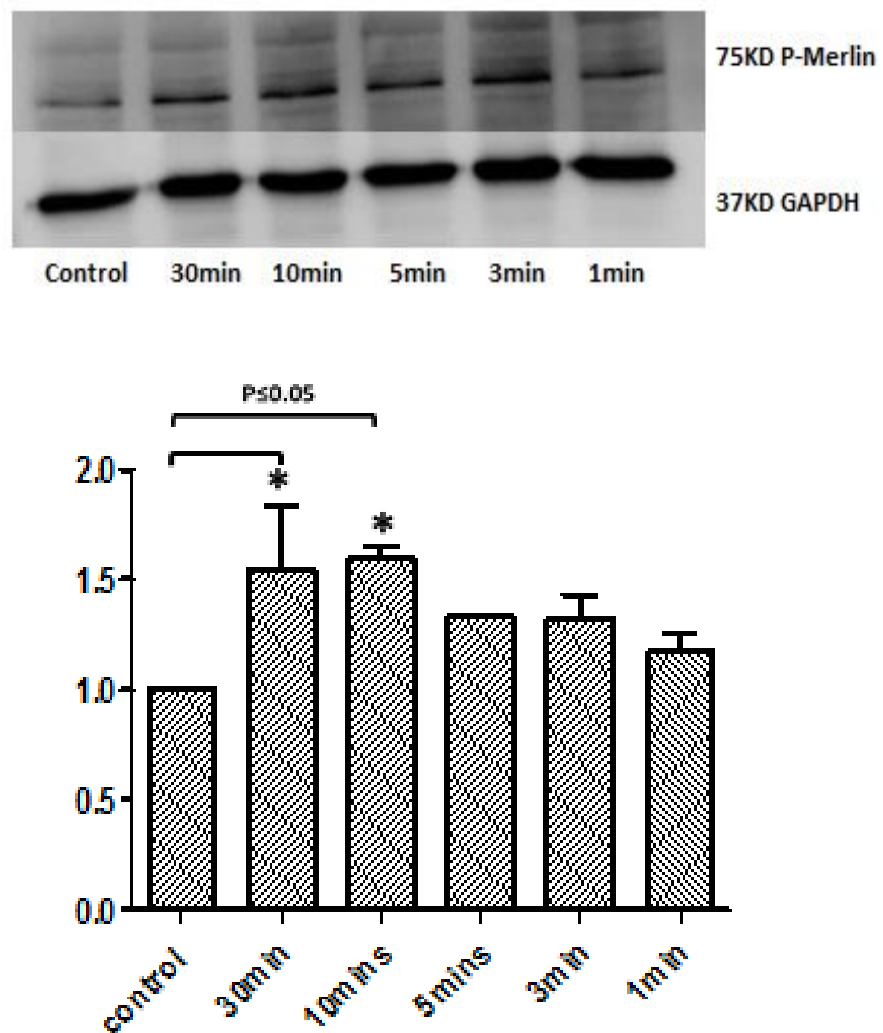 75KD P-Merlin
37KD GAPDH
Control 30min 10min 5min 3min 1min
P≤0.05
*
*
2.0
1.5
1.0
0.5
0.0
control 30min 10mins 5mins 3min 1min